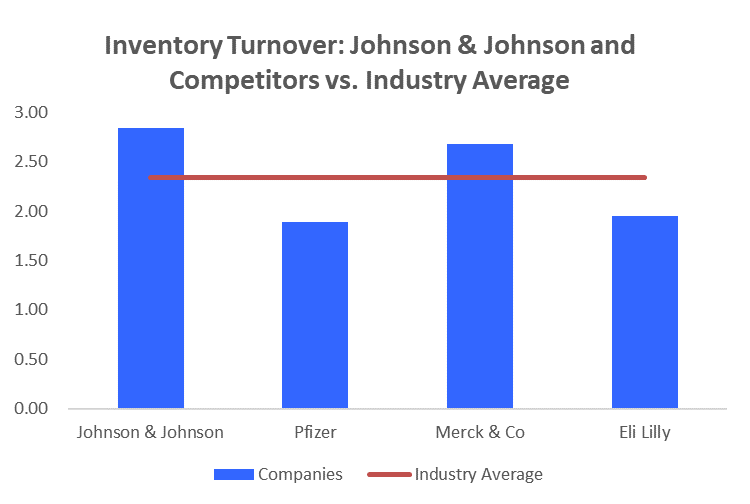 Inventory Turnover: Johnson & Johnson and
Competitors vs. Industry Average
3.00
2.50
2.00
1.50
1.00
0.50
0.00
Johnson & Johnson
Pfizer
Merck & Co
Eli Lilly
Companies
Industry Average